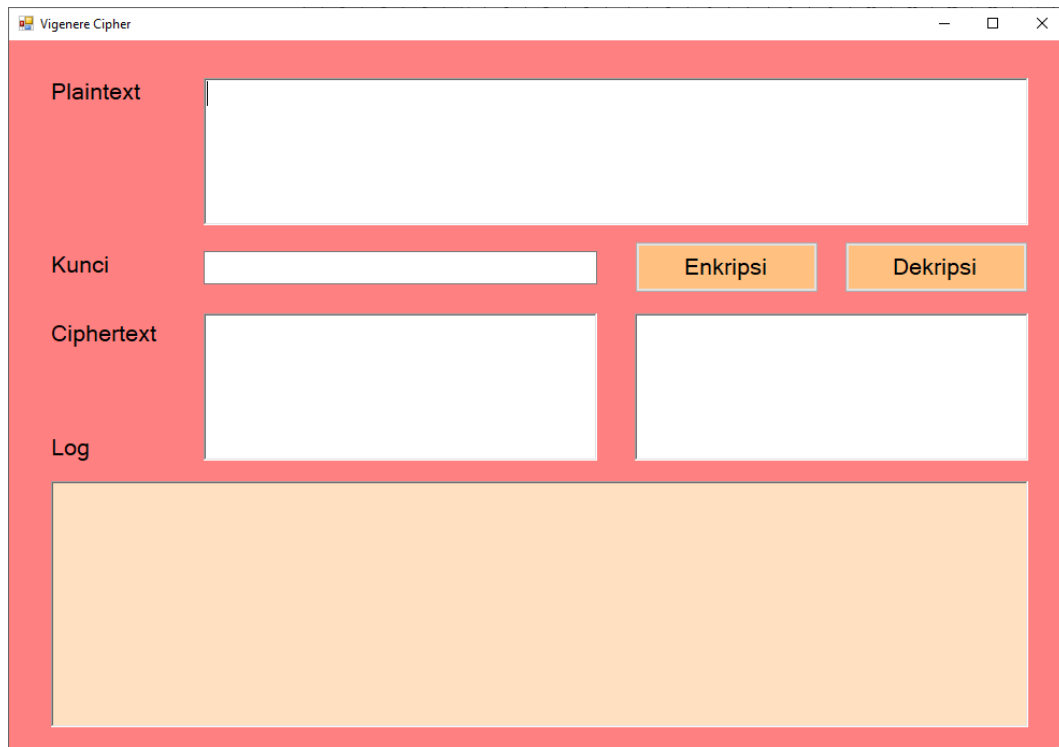 Vigenere Cipher
Plaintext
Kunci
Enkripsi
Dekripsi
Ciphertext
Log